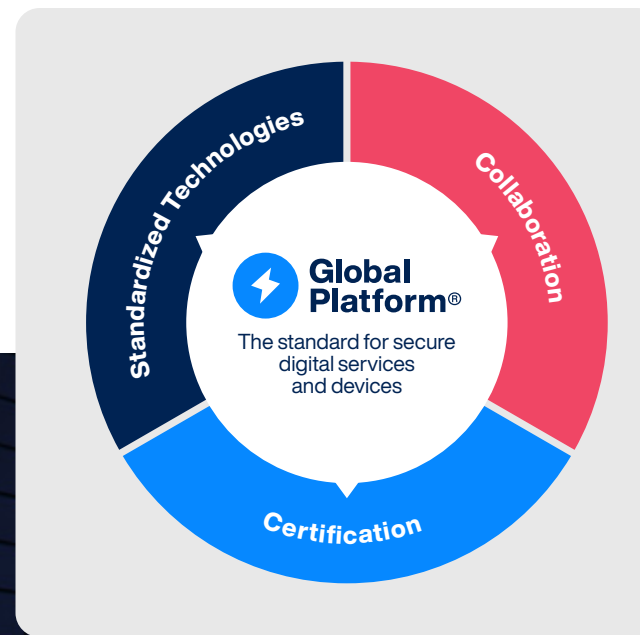 Standardized Technologies
Collaboration
Global
Platform®
The standard for secure
digital services
and devices
Certification